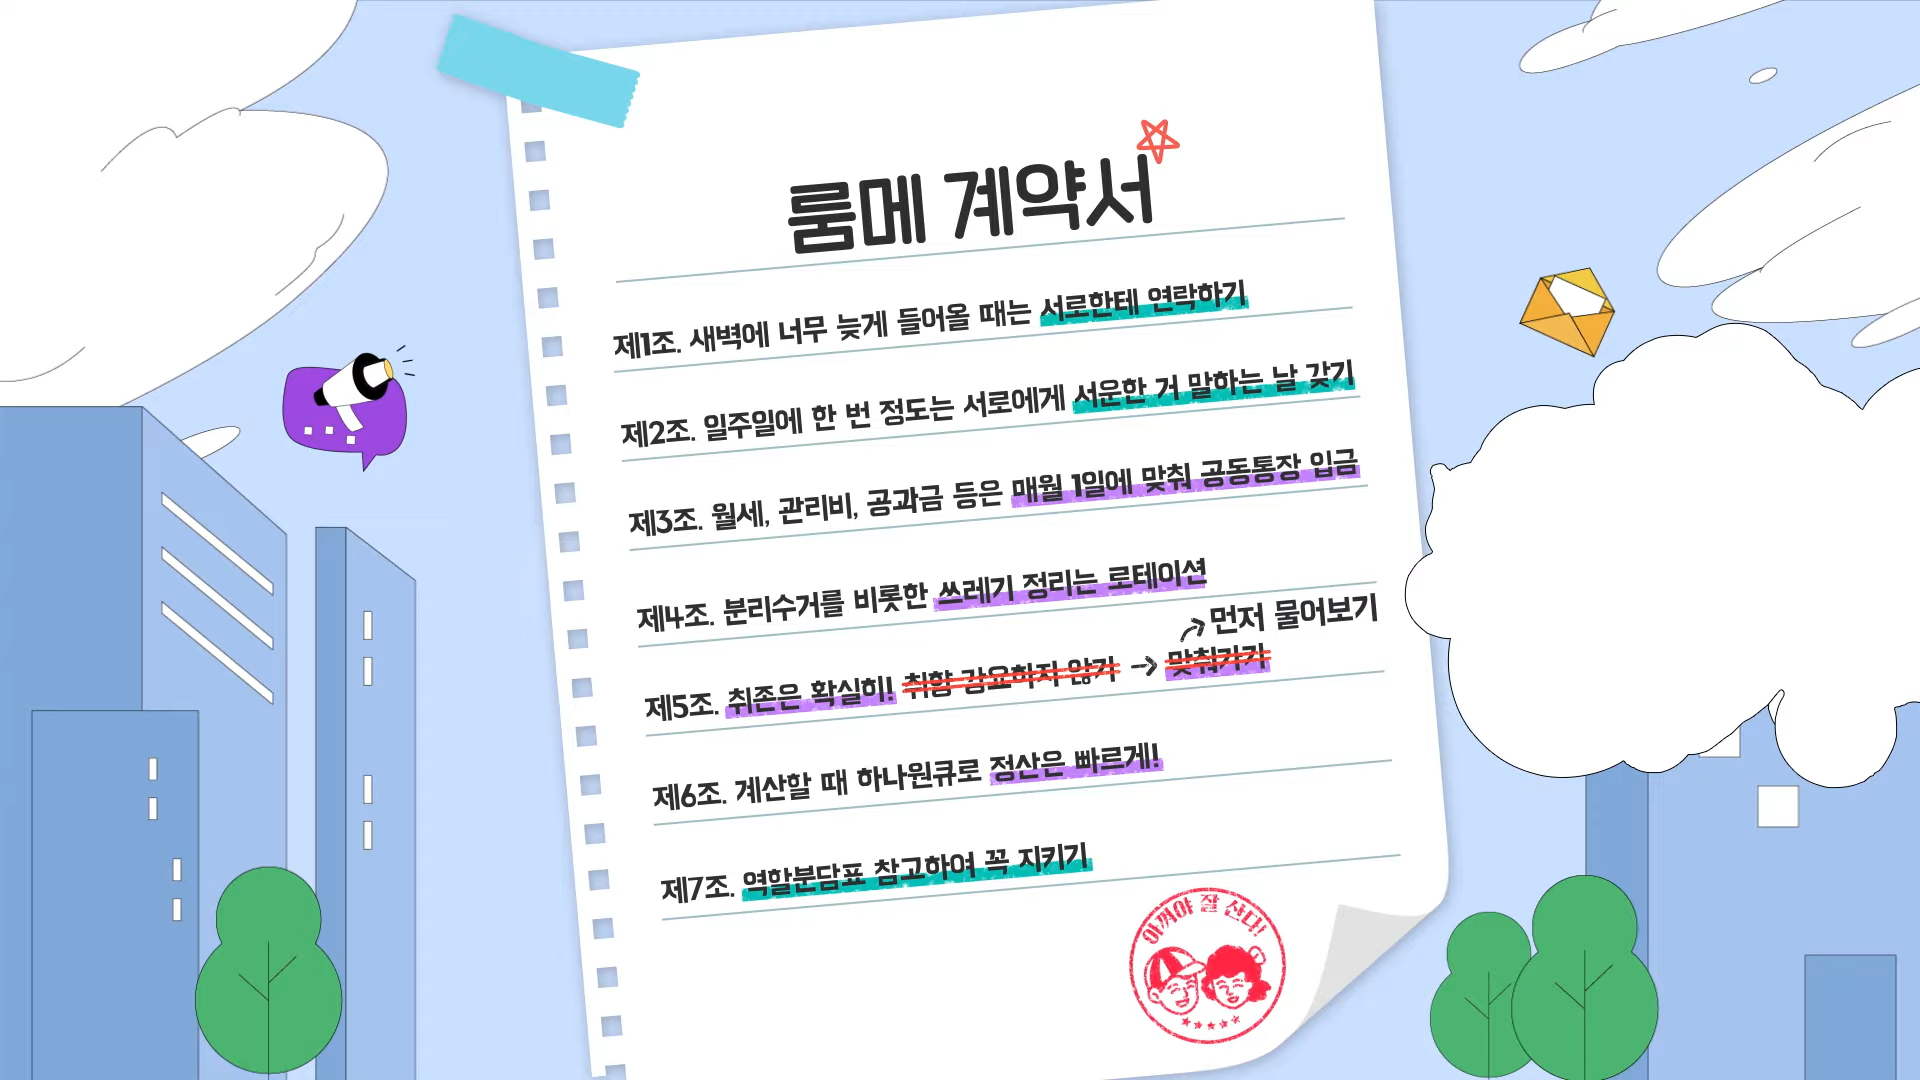 룸메 계약서
제1조. 새벽에 너무 늦게 들어올 때는 서로한테 연락하기
제2조. 일주일에 한 번 정도는 서로에게 서운한 거 말하는 날 갖기
제3조. 월세, 관리비, 공과금 등은 매월 1일에 맞춰 공동통장 입금
제4조. 분리수거를 비롯한 쓰레기 정리는 로테이션
먼저 물어보기
제5조. 취존은 확실히! 취향 강요하지 않기 → 맞춰가기
제6조. 계산할 때 하나원큐로 정산은 빠르게!
제7조. 역할분담표 참고하여 꼭 지키기
아껴야 잘 산다!